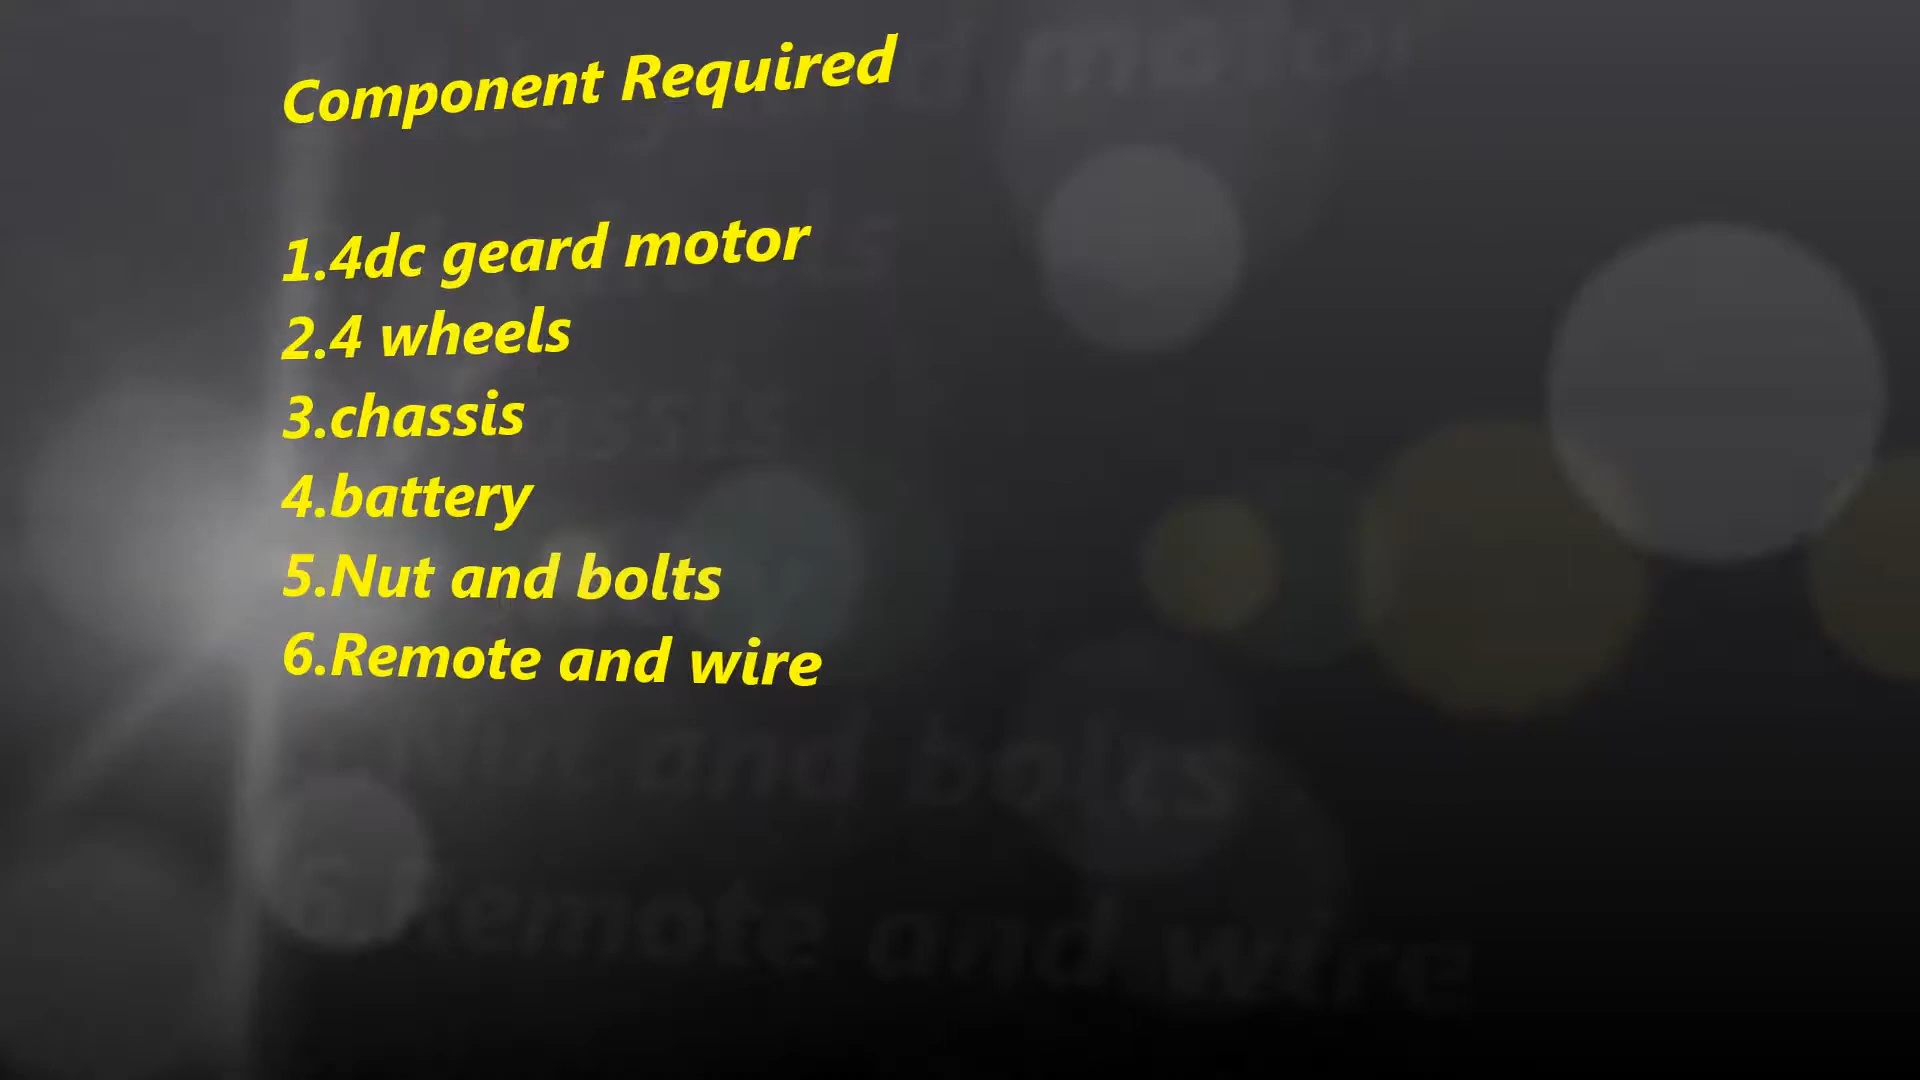 Component Required
1.4dc geard motor
2.4 wheels
3.chassis
4.battery
5.Nut and bolts
6.Remote and wire